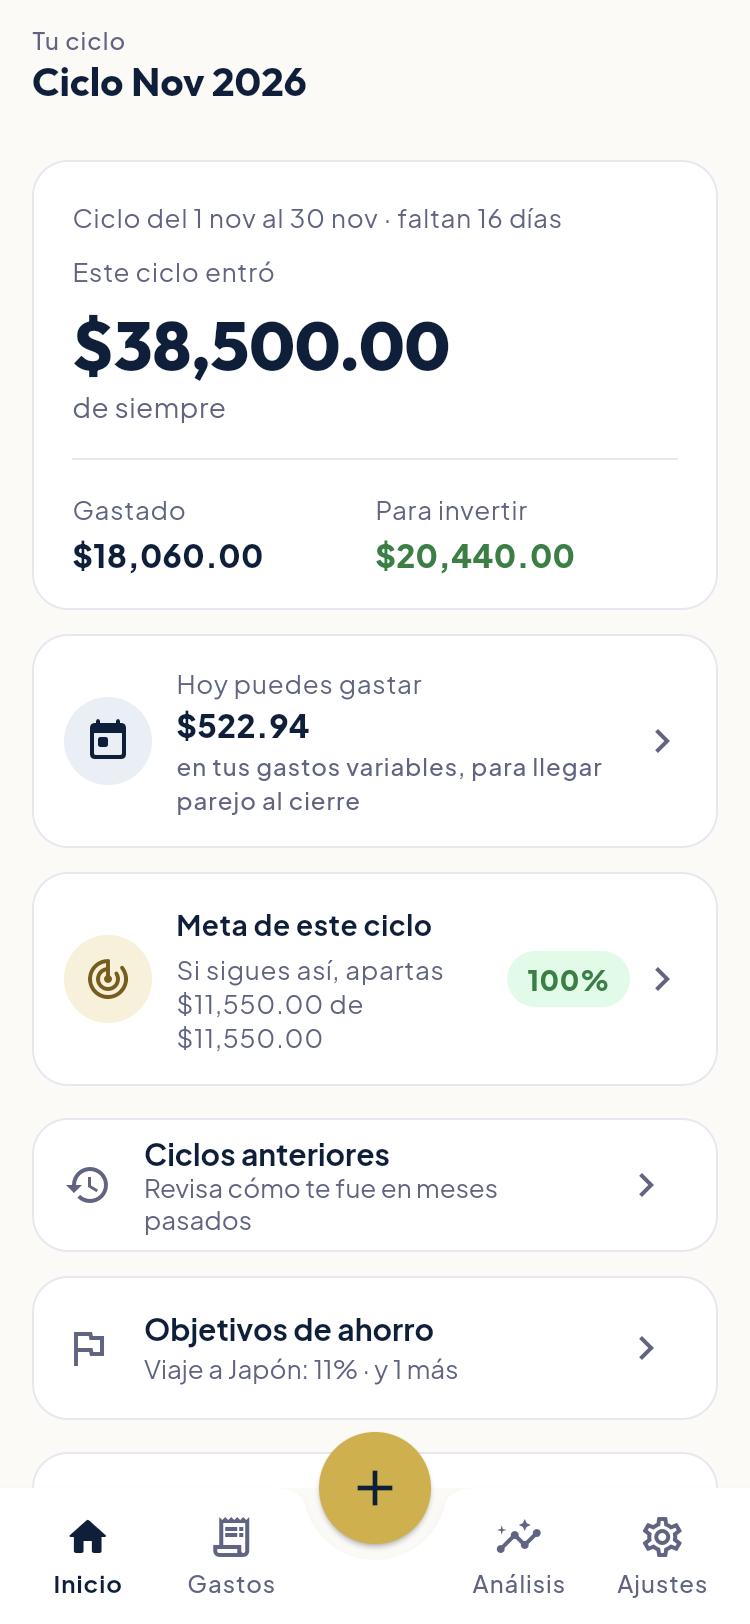 Tu ciclo
Ciclo Nov 2026
Ciclo del 1 nov al 30 nov · faltan 16 días
Este ciclo entró
$38,500.00
de siempre
Gastado
$18,060.00
Para invertir
$20,440.00
Hoy puedes gastar
$522.94
en tus gastos variables, para llegar
parejo al cierre
Meta de este ciclo
Si sigues así, apartas
$11,550.00 de
$11,550.00
100%
Ciclos anteriores
Revisa cómo te fue en meses
pasados
Objetivos de ahorro
Viaje a Japón: 11% · y 1 más
Inicio
Gastos
Análisis
Ajustes